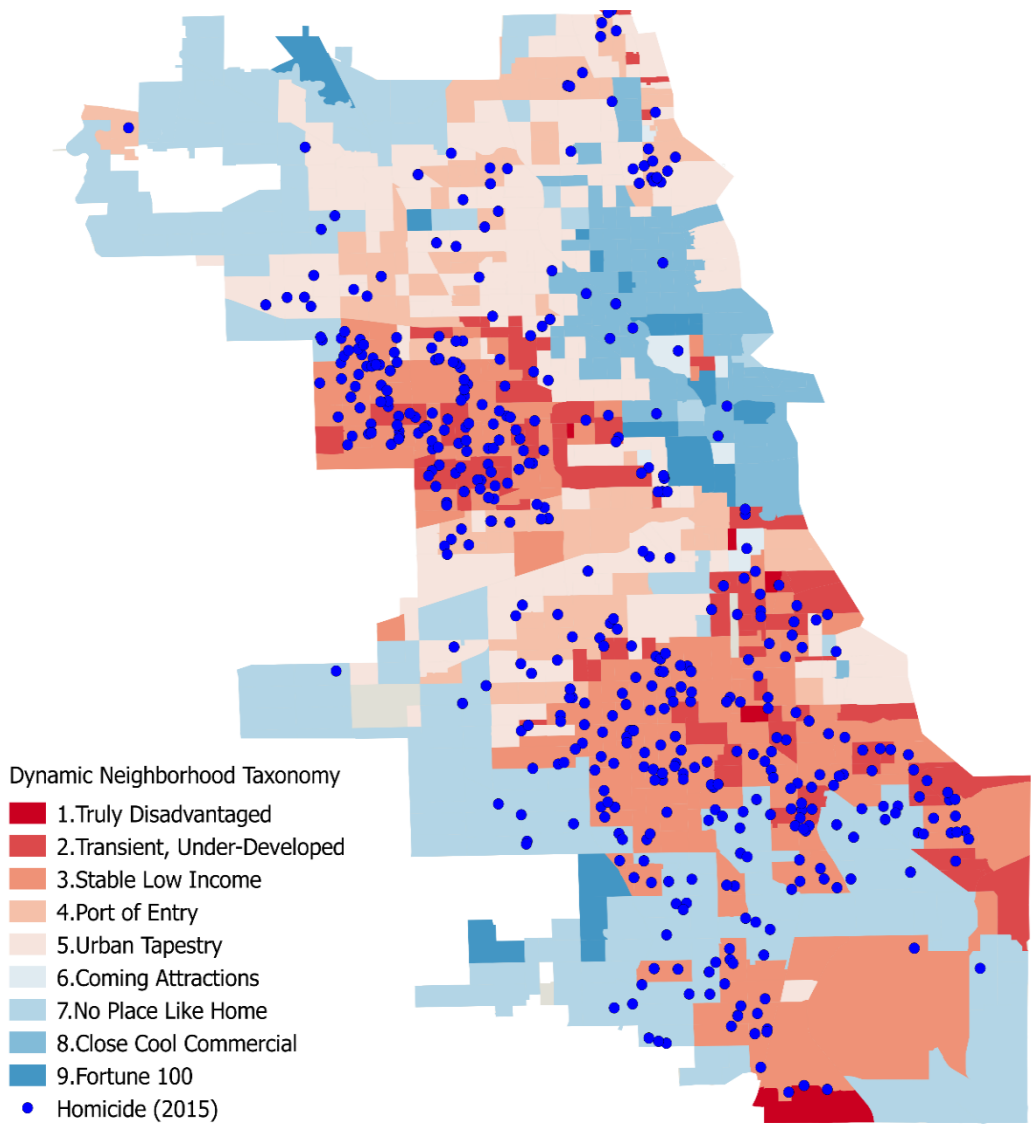 Dynamic Neighborhood Taxonomy
1.Truly Disadvantaged
2.Transient, Under-Developed
3.Stable Low Income
4.Port of Entry
5.Urban Tapestry
6.Coming Attractions
7.No Place Like Home
8.Close Cool Commercial
9.Fortune 100
Homicide (2015)